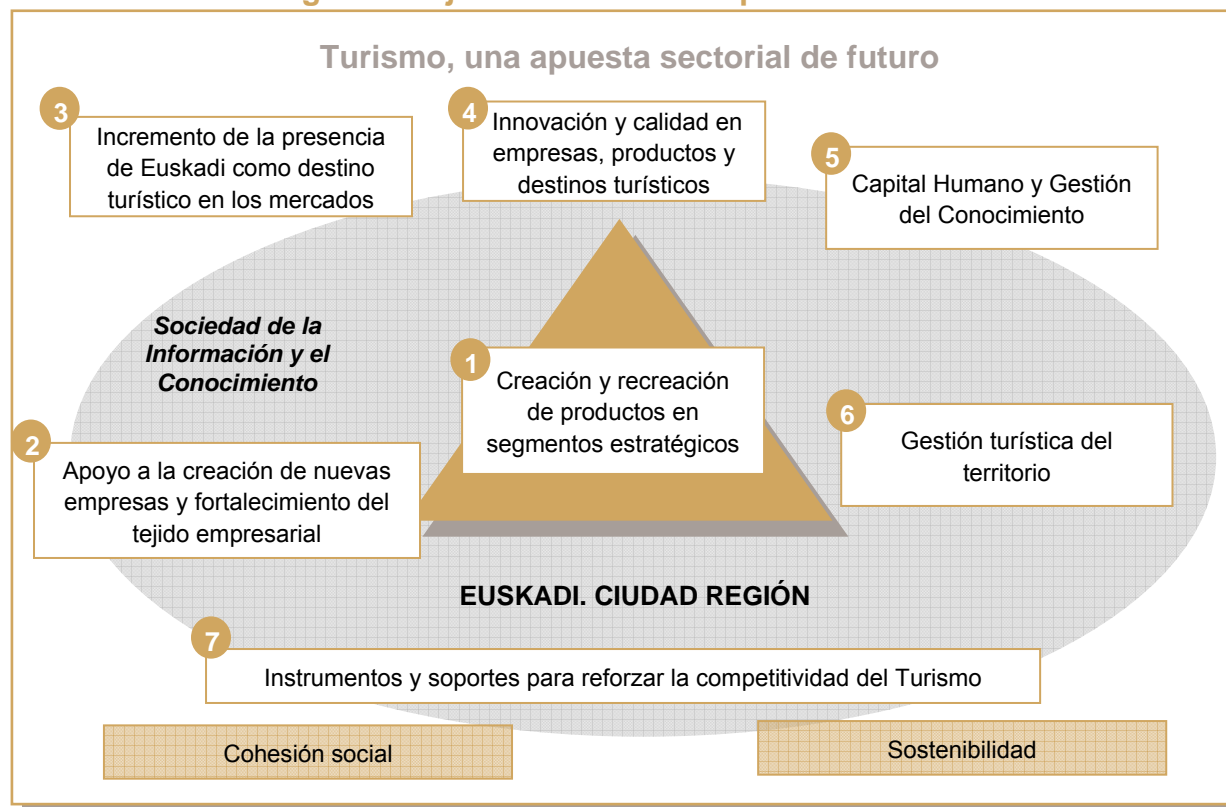 Turismo, una apuesta sectorial de futuro
3
Incremento de la presencia
de Euskadi como destino
turístico en los mercados
4
Innovación y calidad en
empresas, productos y
destinos turísticos
5
Capital Humano y Gestión
del Conocimiento
Sociedad de la
Información y el
Conocimiento
1
Creación y recreación
de productos en
segmentos estratégicos
2
Apoyo a la creación de nuevas
empresas y fortalecimiento del
tejido empresarial
6
Gestión turística del
territorio
EUSKADI. CIUDAD REGIÓN
7
Instrumentos y soportes para reforzar la competitividad del Turismo
Cohesión social
Sostenibilidad